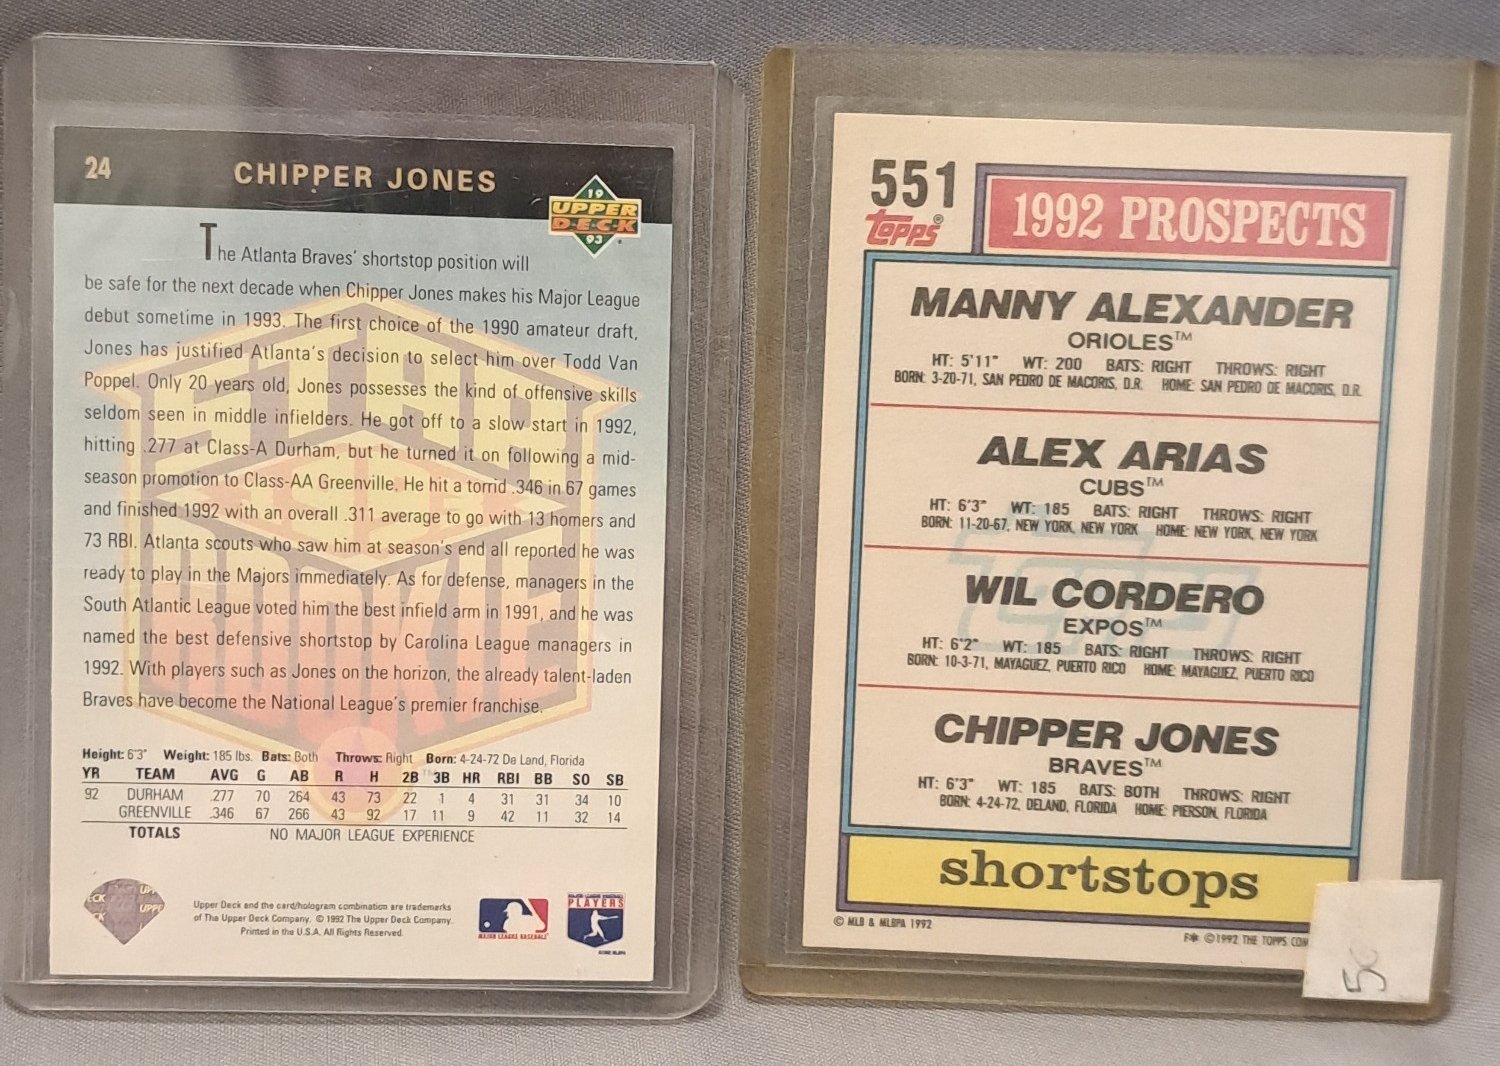 24
CHIPPER JONES
19
UPPER
D·E·C·K
93
The Atlanta Braves' shortstop position will
be safe for the next decade when Chipper Jones makes his Major League
debut sometime in 1993. The first choice of the 1990 amateur draft,
Jones has justified Atlanta's decision to select him over Todd Van
Poppel. Only 20 years old, Jones possesses the kind of offensive skills
seldom seen in middle infielders. He got off to a slow start in 1992,
hitting .277 at Class-A Durham, but he turned it on following a mid-
season promotion to Class-AA Greenville. He hit a torrid .346 in 67 games
and finished 1992 with an overall .311 average to go with 13 homers and
73 RBI. Atlanta scouts who saw him at season's end all reported he was
ready to play in the Majors immediately. As for defense, managers in the
South Atlantic League voted him the best infield arm in 1991, and he was
named the best defensive shortstop by Carolina League managers in
1992. With players such as Jones on the horizon, the already talent-laden
Braves have become the National League's premier franchise.
STAR
ROOKIE
Height: 6'3" Weight: 185 lbs. Bats: Both Throws: Right Born: 4-24-72 De Land, Florida
YR TEAM AVG G AB R H 2B 3B HR RBI BB SO SB
92 DURHAM .277 70 264 43 73 22 1 4 31 31 34 10
GREENVILLE .346 67 266 43 92 17 11 9 42 11 32 14
TOTALS NO MAJOR LEAGUE EXPERIENCE
Upper Deck and the card/hologram combination are trademarks
of The Upper Deck Company. © 1992 The Upper Deck Company.
Printed in the U.S.A. All Rights Reserved.
MAJOR LEAGUE BASEBALL
MAJOR LEAGUE BASEBALL
PLAYERS
551
TOPPS®
1992 PROSPECTS
MANNY ALEXANDER
ORIOLES™
HT: 5'11" WT: 200 BATS: RIGHT THROWS: RIGHT
BORN: 3-20-71, SAN PEDRO DE MACORIS, D.R. HOME: SAN PEDRO DE MACORIS, D.R.
ALEX ARIAS
CUBS™
HT: 6'3" WT: 185 BATS: RIGHT THROWS: RIGHT
BORN: 11-20-67, NEW YORK, NEW YORK HOME: NEW YORK, NEW YORK
WIL CORDERO
EXPOS™
HT: 6'2" WT: 185 BATS: RIGHT THROWS: RIGHT
BORN: 10-3-71, MAYAGUEZ, PUERTO RICO HOME: MAYAGUEZ, PUERTO RICO
CHIPPER JONES
BRAVES™
HT: 6'3" WT: 185 BATS: BOTH THROWS: RIGHT
BORN: 4-24-72, DELAND, FLORIDA HOME: PIERSON, FLORIDA
shortstops
© MLB & MLBPA 1992
F* ©1992 THE TOPPS COM